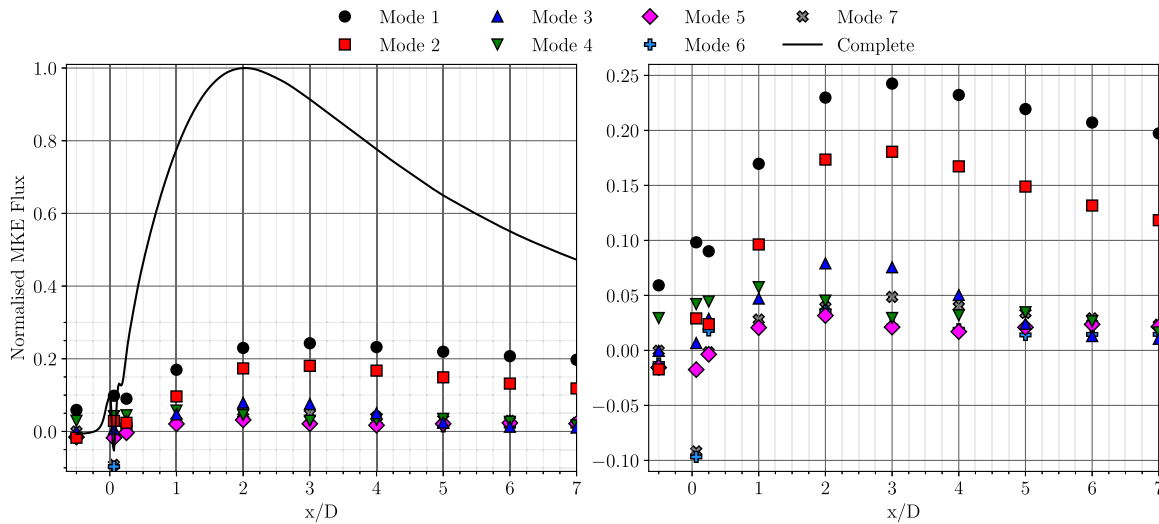 Mode 1 Mode 3 Mode 5 Mode 7
Mode 2 Mode 4 Mode 6 Complete
Normalised MKE Flux
1.0
0.8
0.6
0.4
0.2
0.0
0 1 2 3 4 5 6 7
x/D
0.25
0.20
0.15
0.10
0.05
0.00
−0.05
−0.10
0 1 2 3 4 5 6 7
x/D